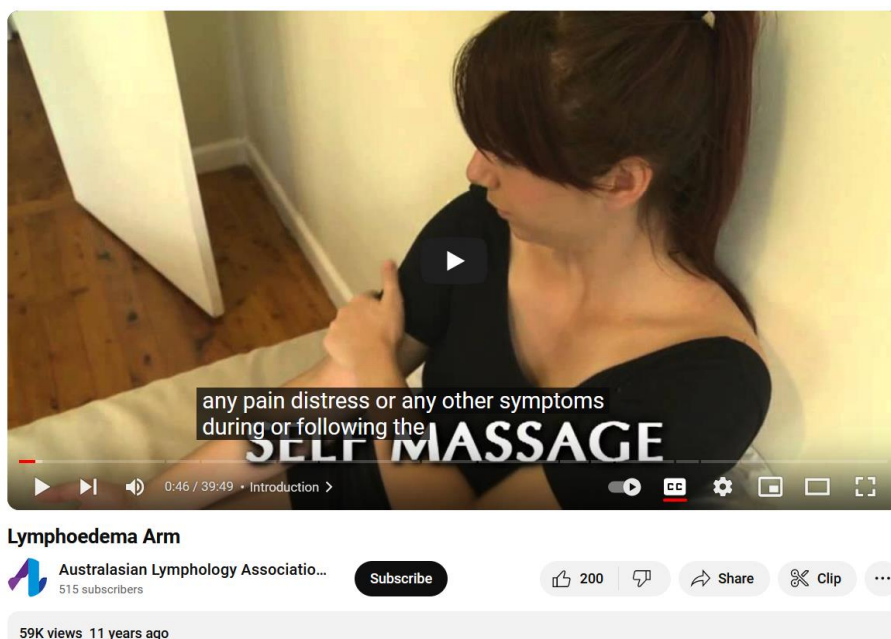 any pain distress or any other symptoms
during or following the
SELF MASSAGE
0:46 / 39:49 • Introduction >
CC
Lymphoedema Arm
Australasian Lymphology Associatio...
515 subscribers
Subscribe
200
Share
Clip
59K views 11 years ago